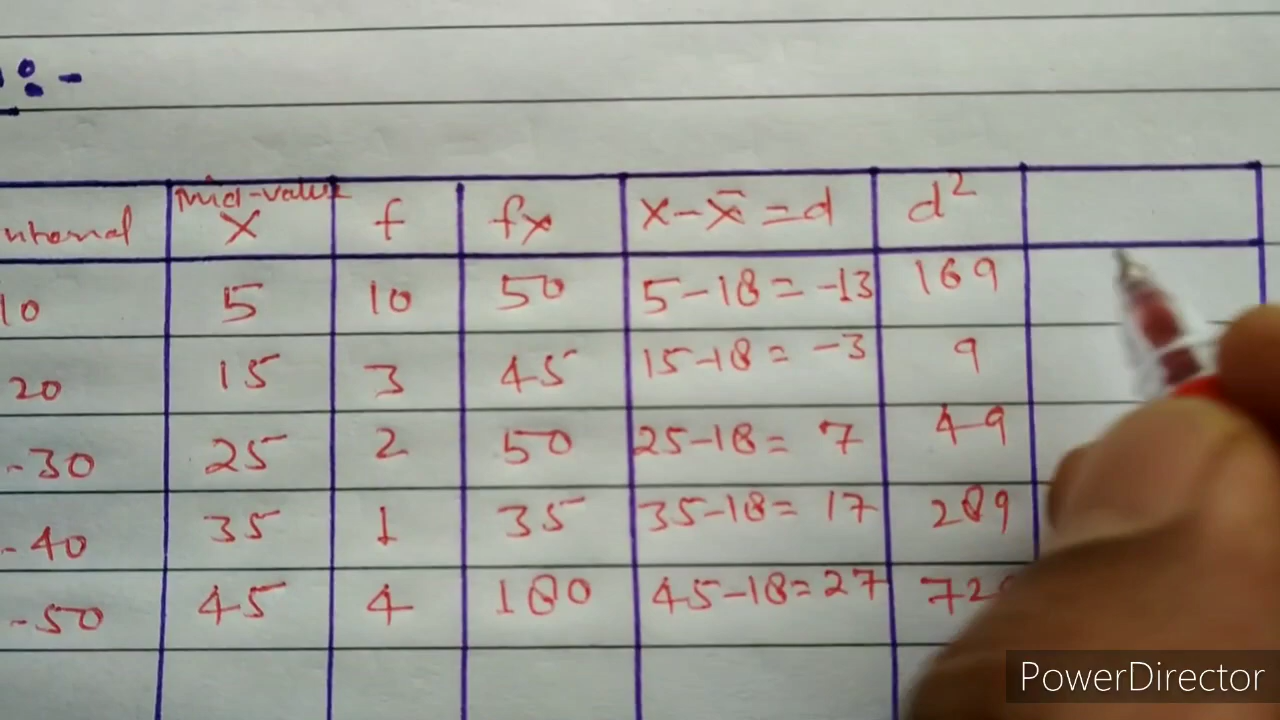 :-
Mid-value
X f fx x-x̄ = d d²
10 5 10 50 5-18 = -13 169
20 15 3 45 15-18 = -3 9
-30 25 2 50 25-18 = 7 49
-40 35 1 35 35-18 = 17 289
-50 45 4 180 45-18 = 27 72
PowerDirector